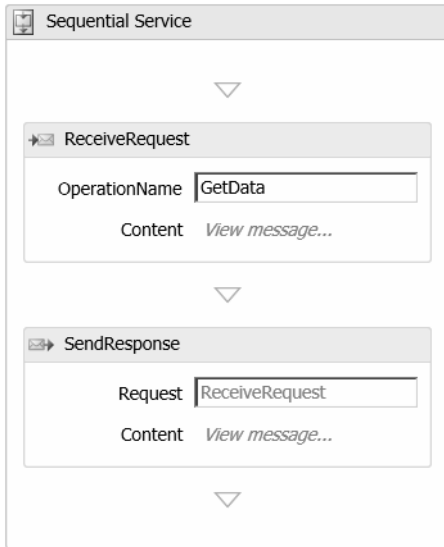 Sequential Service
ReceiveRequest
OperationName GetData
Content View message...
SendResponse
Request ReceiveRequest
Content View message...